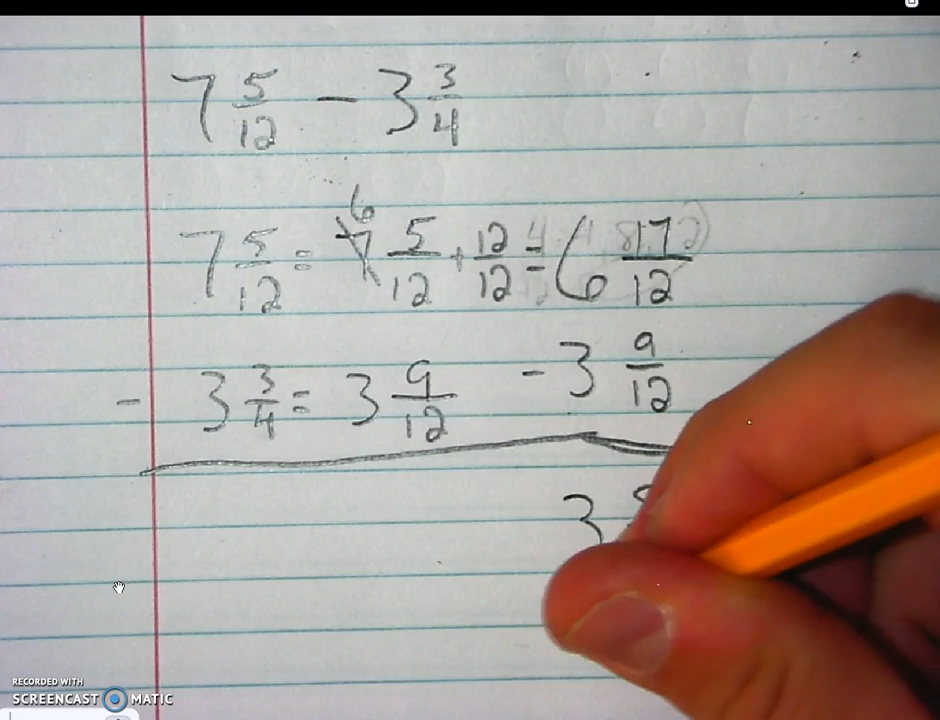 7 5/12 - 3 3/4
6
7 5/12 = 7 5/12 + 12/12 = 6 17/12
- 3 3/4 = 3 9/12 - 3 9/12
3
RECORDED WITH
SCREENCAST MATIC